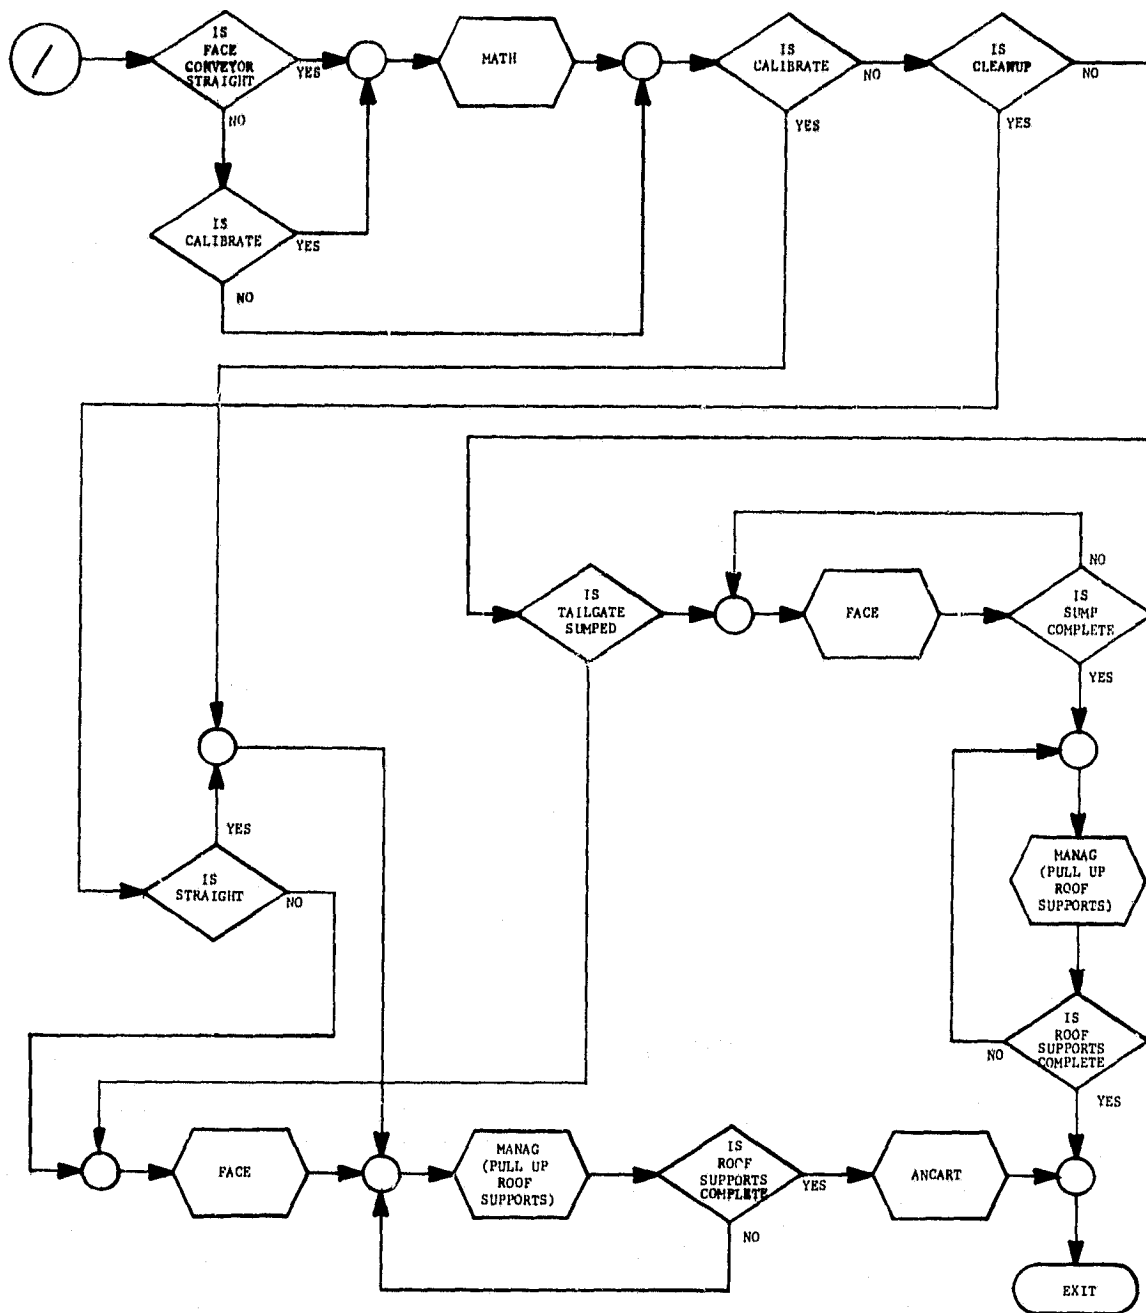 IS
FACE
CONVEYOR
STRAIGHT
YES
NO
MATH
IS
CALIBRATE
NO
YES
IS
CLEANUP
NO
YES
IS
CALIBRATE
YES
NO
IS
TAILGATE
SUMPED
FACE
NO
IS
SUMP
COMPLETE
YES
YES
IS
STRAIGHT
NO
MANAG
(PULL UP
ROOF
SUPPORTS)
IS
ROOF
SUPPORTS
COMPLETE
NO
YES
FACE
MANAG
(PULL UP
ROOF
SUPPORTS)
IS
ROOF
SUPPORTS
COMPLETE
YES
NO
ANCART
EXIT